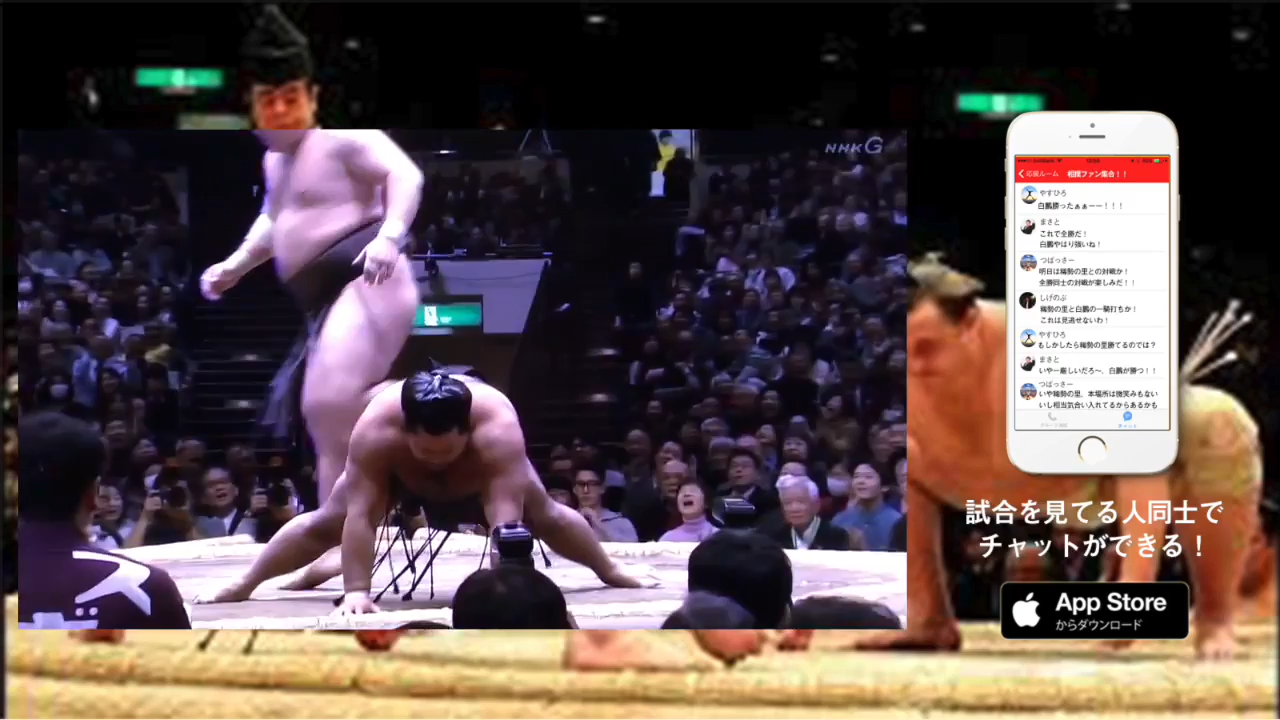 NHK G
応援ルーム 相撲ファン集合！！
やすひろ
白鵬勝ったぁぁーー！！！
まさと
これで全勝だ！
白鵬やはり強いね！
つばっさー
明日は稀勢の里との対戦か！
全勝同士の対戦が楽しみだ！！
しげのぶ
稀勢の里と白鵬の一騎打ちか！
これは見逃せないわ！
やすひろ
もしかしたら稀勢の里勝てるのでは？
まさと
いや一厳しいだろ〜、白鵬が勝つ！！
つばっさー
いや稀勢の里、本場所は微笑みもない
いし相当気合い入れてるからあるかも
チャット
試合を見てる人同士で
チャットができる！
App Store
からダウンロード